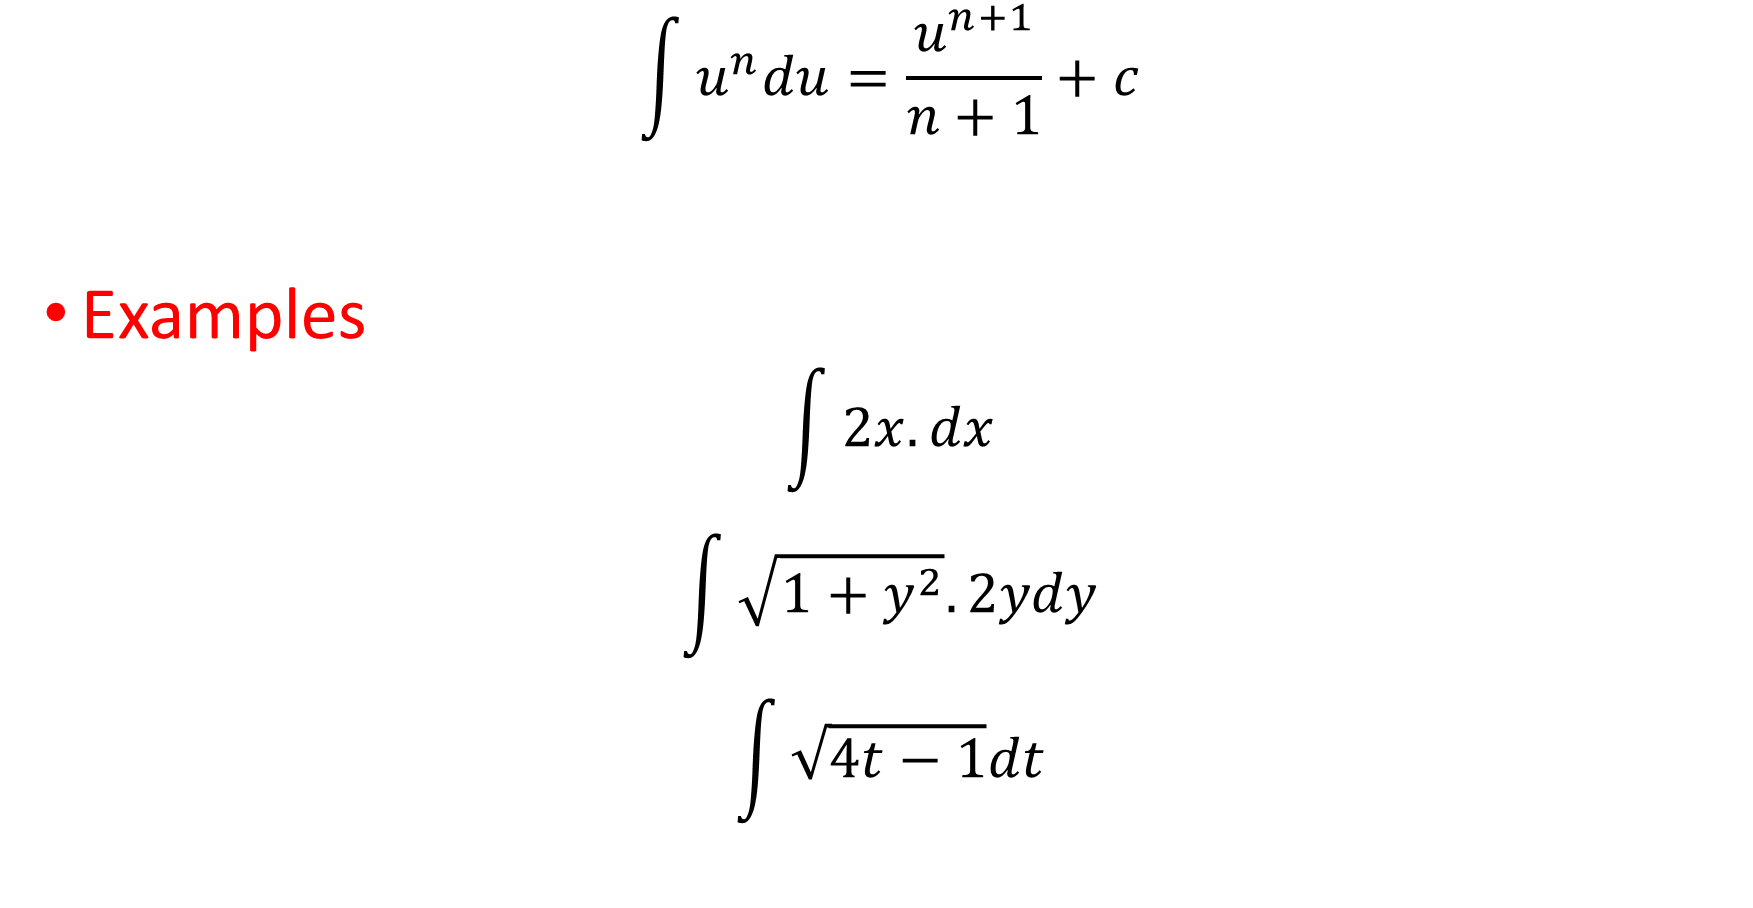 ∫ uⁿ du = uⁿ⁺¹/(n + 1) + c
• Examples
∫ 2x. dx
∫ √(1 + y²). 2ydy
∫ √(4t − 1)dt